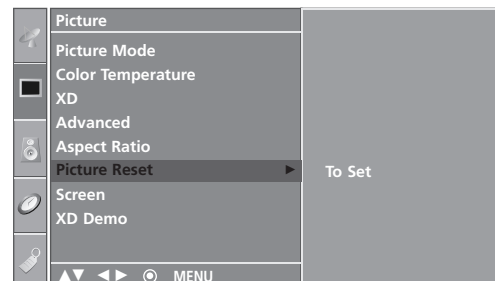 Picture
Picture Mode
Color Temperature
XD
Advanced
Aspect Ratio
Picture Reset ► To Set
Screen
XD Demo
▲▼ ◄► ◉ MENU